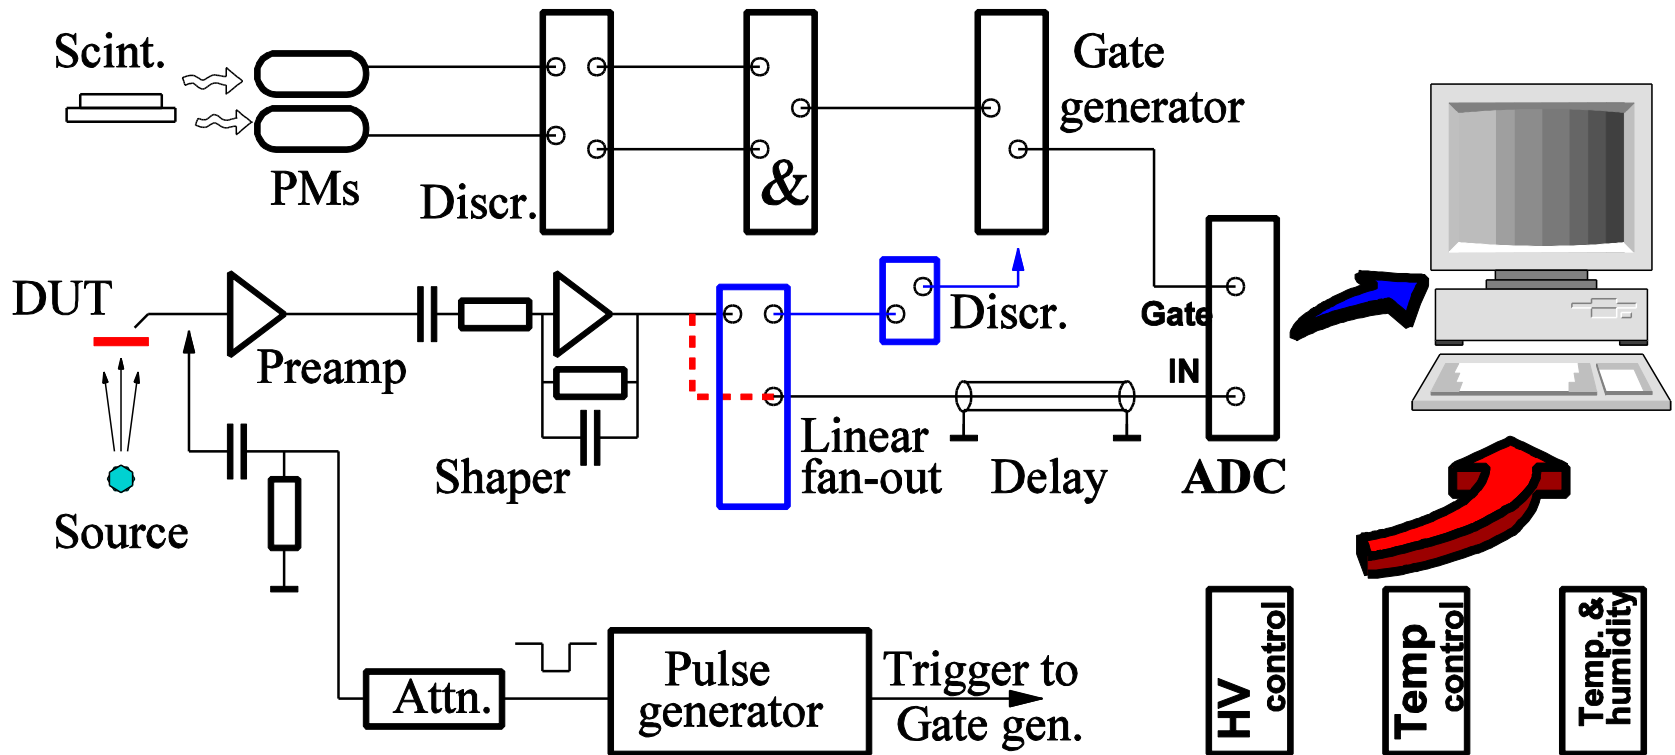 Scint.
PMs
Discr.
&
Gate
generator
DUT
Preamp
Shaper
Discr.
Linear
fan-out
Delay
Gate
IN
ADC
Source
Attn.
Pulse
generator
Trigger to
Gate gen.
HV
control
Temp
control
Temp. &
humidity